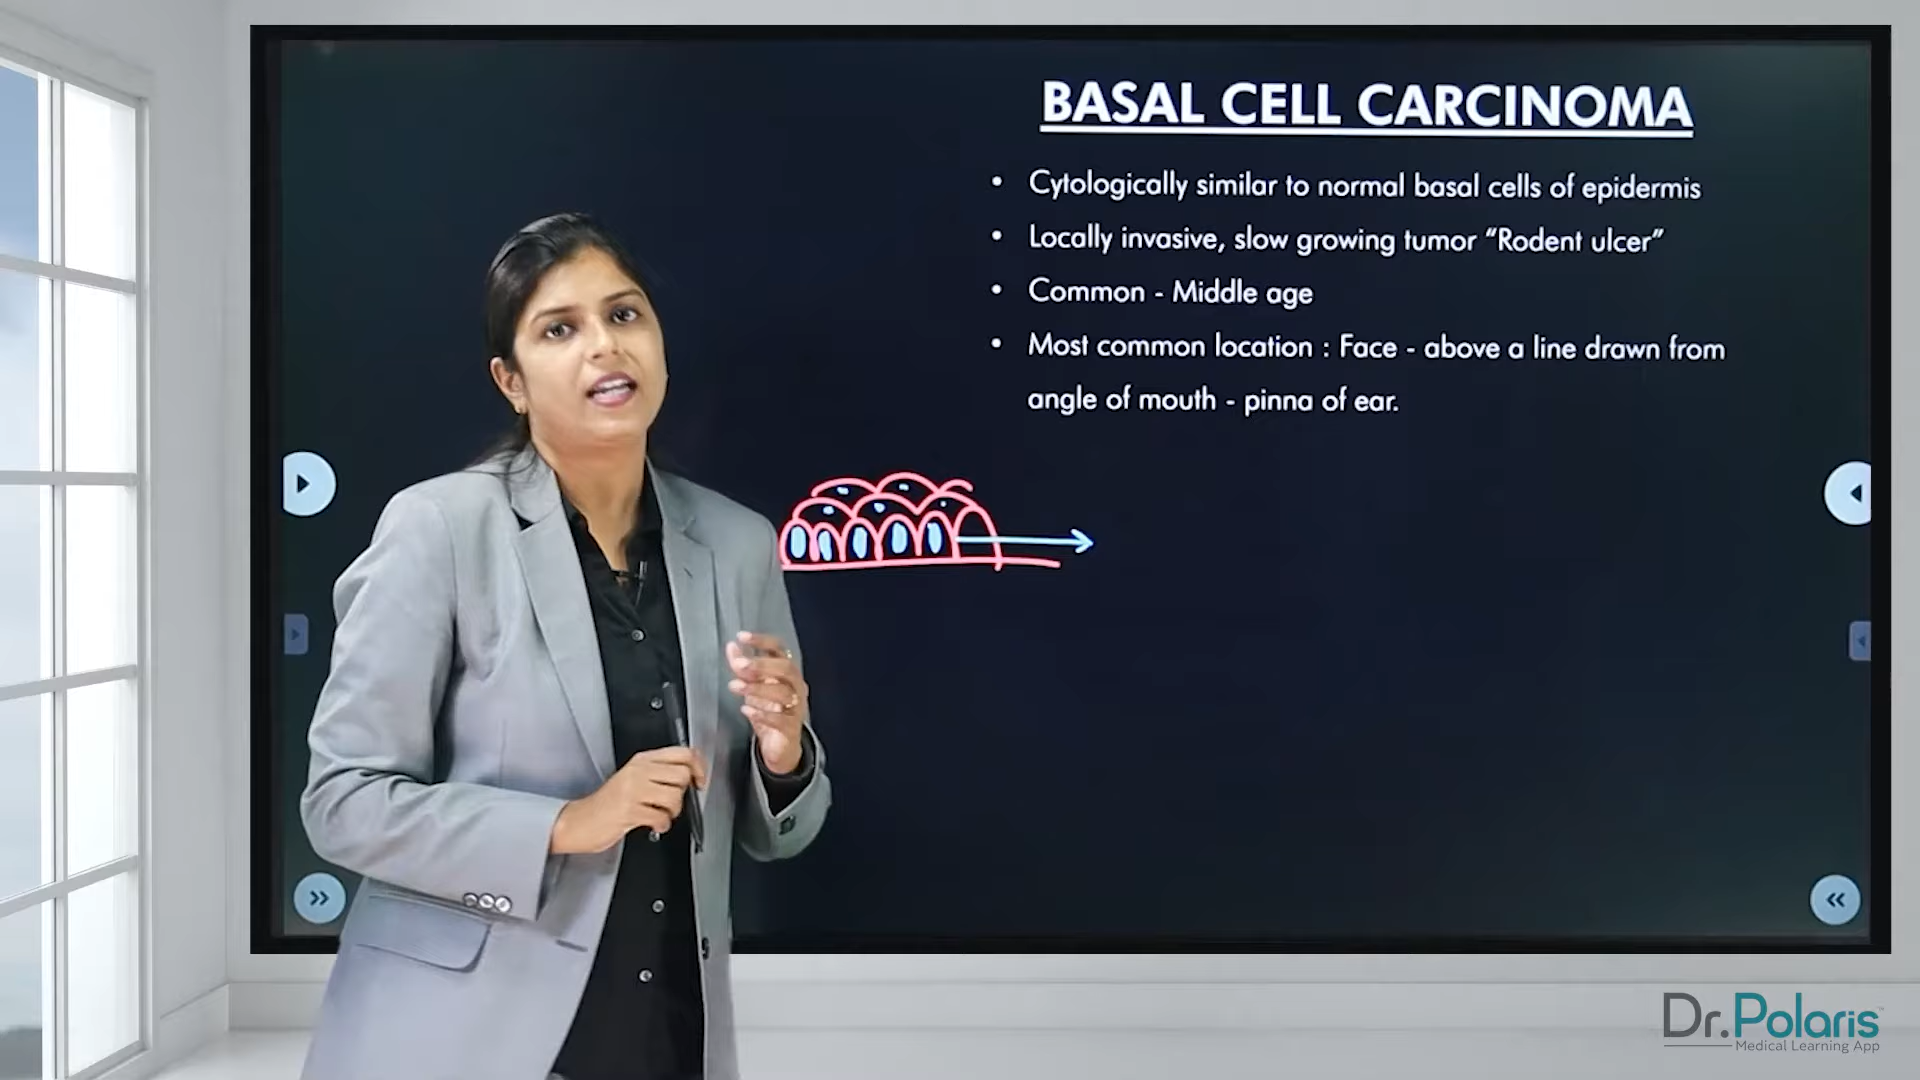 BASAL CELL CARCINOMA
• Cytologically similar to normal basal cells of epidermis
• Locally invasive, slow growing tumor “Rodent ulcer”
• Common - Middle age
• Most common location : Face - above a line drawn from
angle of mouth - pinna of ear.
Dr.Polaris™
Medical Learning App